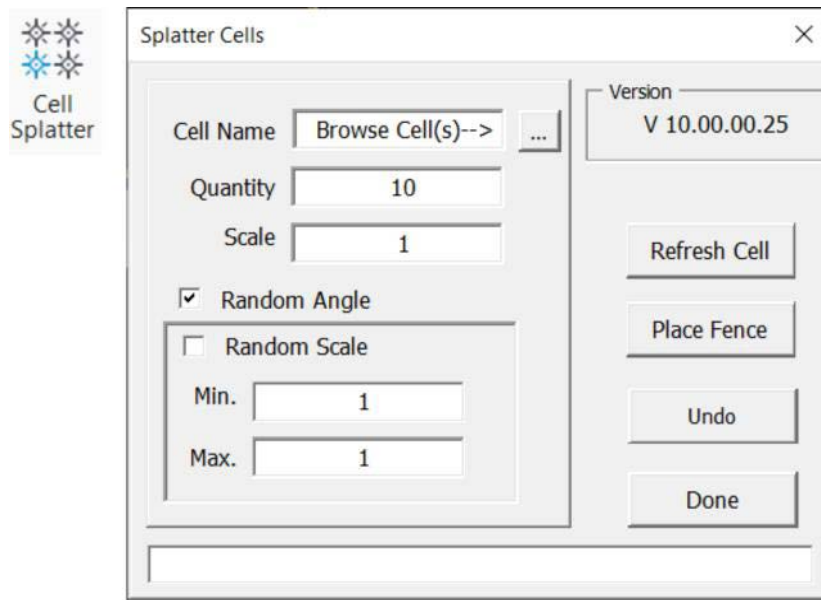 Cell
Splatter
Splatter Cells
Cell Name Browse Cell(s)--> ...
Quantity 10
Scale 1
Random Angle
Random Scale
Min. 1
Max. 1
Version
V 10.00.00.25
Refresh Cell
Place Fence
Undo
Done